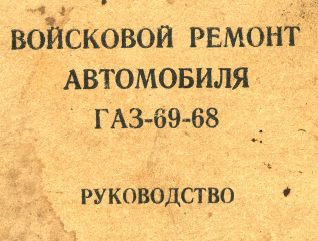 ВОЙСКОВОЙ РЕМОНТ
АВТОМОБИЛЯ
ГАЗ-69-68
РУКОВОДСТВО